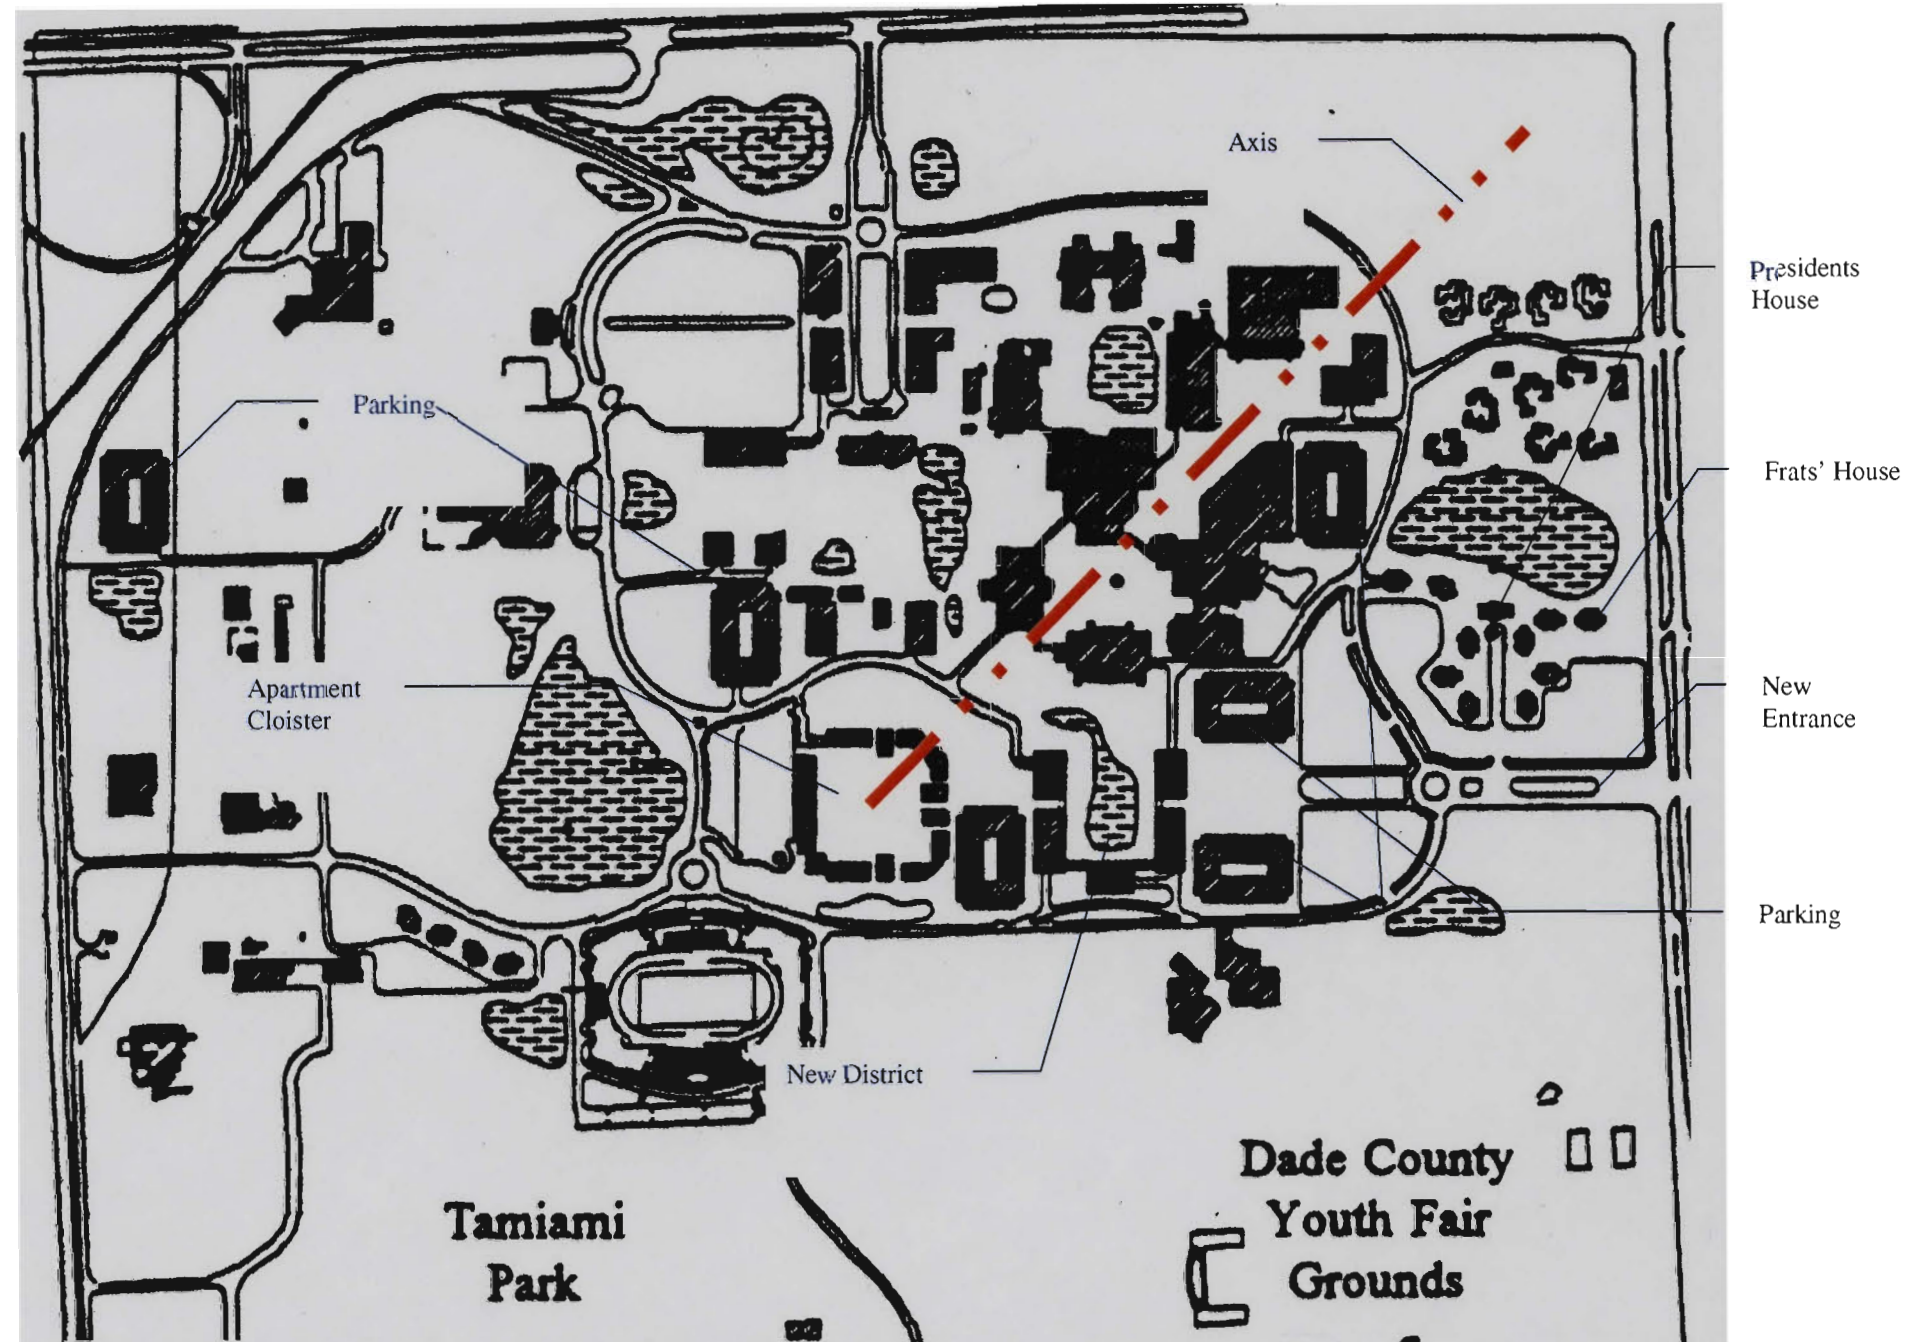 Axis
Presidents
House
Parking
Frats' House
Apartment
Cloister
New
Entrance
Parking
New District
Dade County
Youth Fair
Grounds
Tamiami
Park